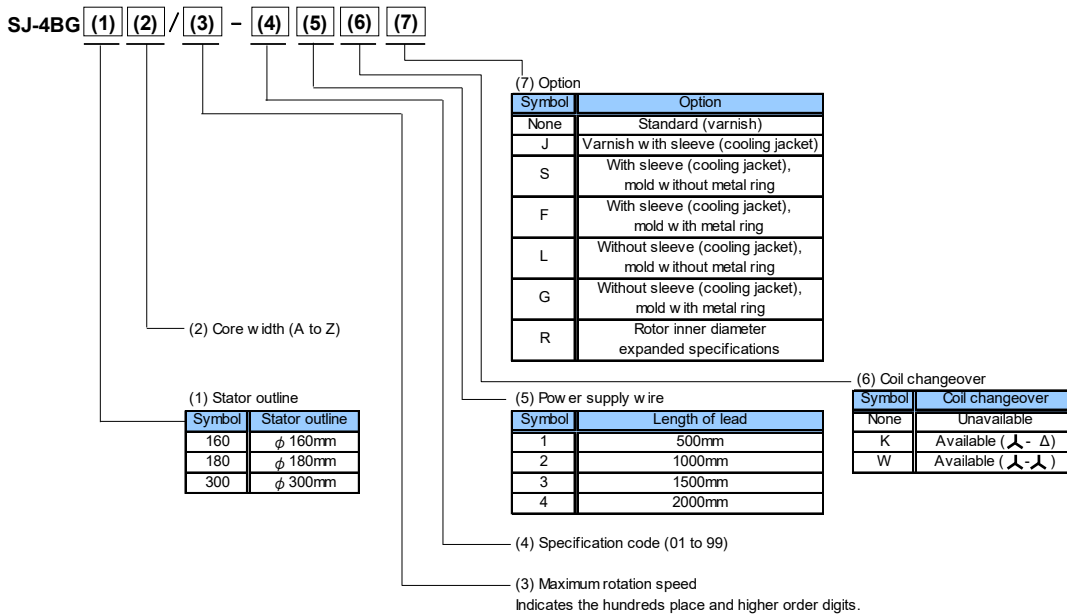 SJ-4BG (1) (2) / (3) – (4) (5) (6) (7)
(7) Option
Symbol Option
None Standard (varnish)
J Varnish with sleeve (cooling jacket)
S With sleeve (cooling jacket),
mold without metal ring
F With sleeve (cooling jacket),
mold with metal ring
L Without sleeve (cooling jacket),
mold without metal ring
G Without sleeve (cooling jacket),
mold with metal ring
R Rotor inner diameter
expanded specifications
(2) Core width (A to Z)
(6) Coil changeover
Symbol Coil changeover
None Unavailable
K Available (⅄- Δ)
W Available (⅄-⅄)
(1) Stator outline
Symbol Stator outline
160 ϕ 160mm
180 ϕ 180mm
300 ϕ 300mm
(5) Power supply wire
Symbol Length of lead
1 500mm
2 1000mm
3 1500mm
4 2000mm
(4) Specification code (01 to 99)
(3) Maximum rotation speed
Indicates the hundreds place and higher order digits.